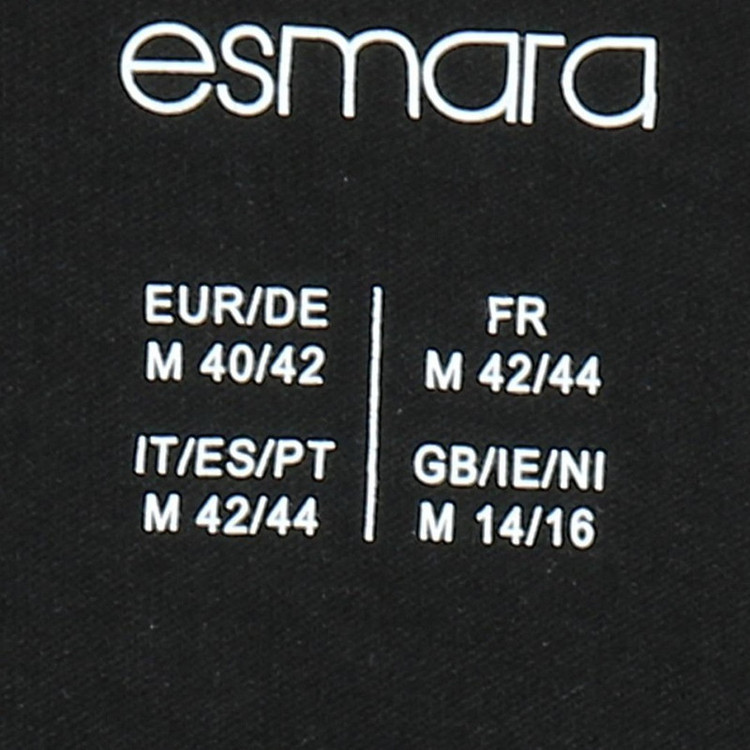 esmara
EUR/DE
M 40/42
FR
M 42/44
IT/ES/PT
M 42/44
GB/IE/NI
M 14/16